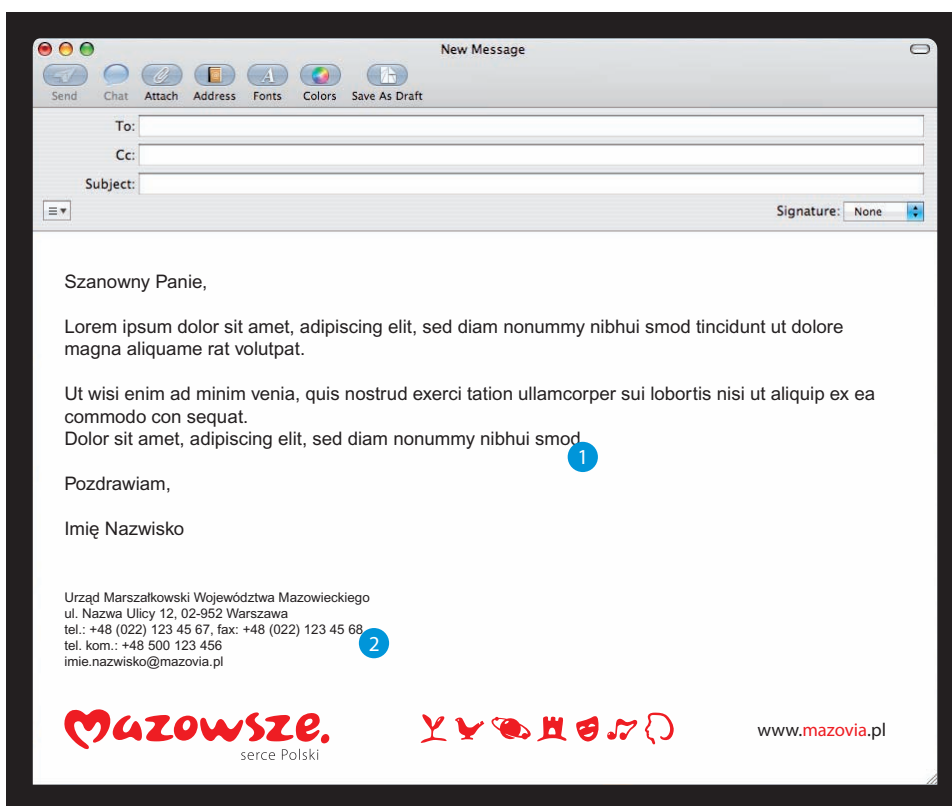 New Message
Send Chat Attach Address Fonts Colors Save As Draft
To:
Cc:
Subject:
Signature: None
Szanowny Panie,
Lorem ipsum dolor sit amet, adipiscing elit, sed diam nonummy nibhui smod tincidunt ut dolore
magna aliquame rat volutpat.
Ut wisi enim ad minim venia, quis nostrud exerci tation ullamcorper sui lobortis nisi ut aliquip ex ea
commodo con sequat.
Dolor sit amet, adipiscing elit, sed diam nonummy nibhui smod
1
Pozdrawiam,
Imię Nazwisko
Urząd Marszałkowski Województwa Mazowieckiego
ul. Nazwa Ulicy 12, 02-952 Warszawa
tel.: +48 (022) 123 45 67, fax: +48 (022) 123 45 68
2
tel. kom.: +48 500 123 456
imie.nazwisko@mazovia.pl
mazowsze.
serce Polski
www.mazovia.pl